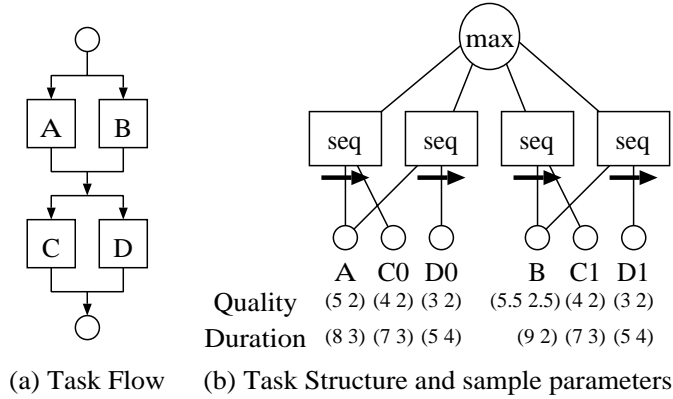 max
A B
seq seq seq seq
C D
A C0 D0 B C1 D1
Quality (5 2) (4 2) (3 2) (5.5 2.5) (4 2) (3 2)
Duration (8 3) (7 3) (5 4) (9 2) (7 3) (5 4)
(a) Task Flow (b) Task Structure and sample parameters